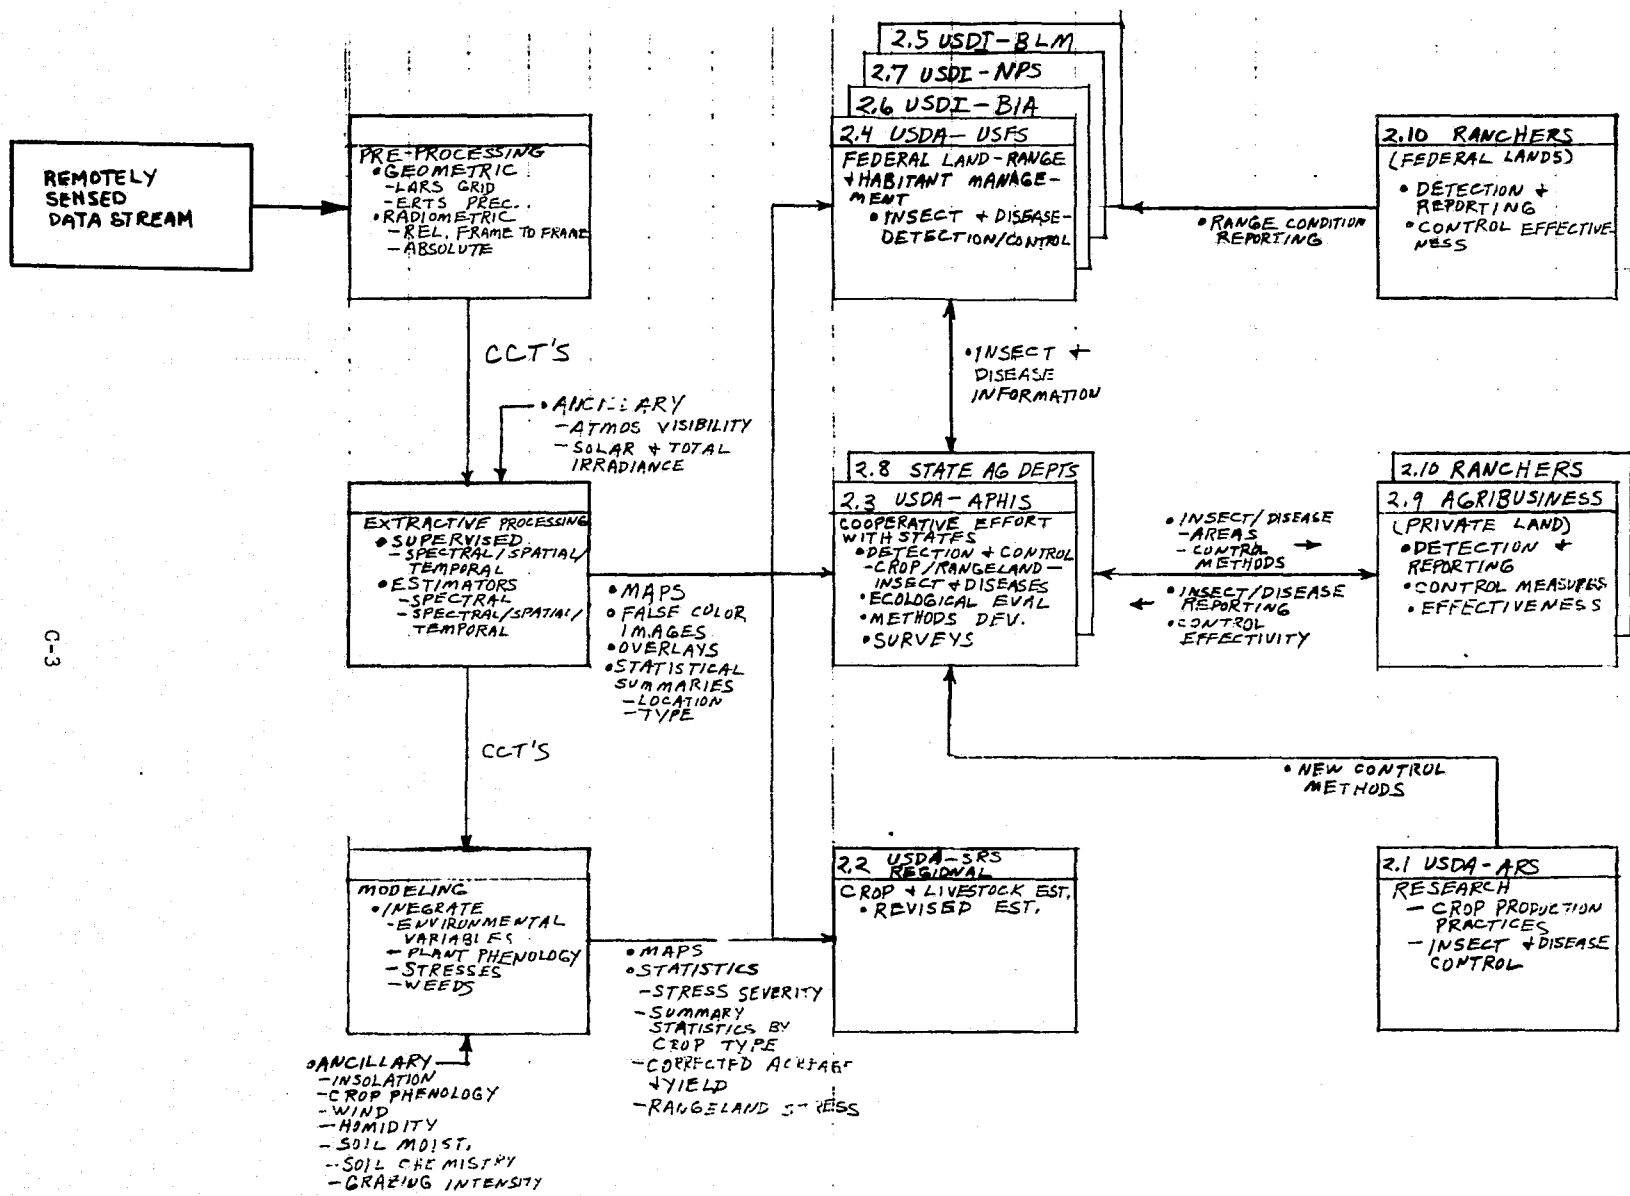 REMOTELY
SENSED
DATA STREAM
PRE-PROCESSING
•GEOMETRIC
-LARS GRID
-ERTS PREC..
•RADIOMETRIC
-REL. FRAME TO FRAME
-ABSOLUTE
CCT'S
•ANCILLARY
-ATMOS VISIBILITY
-SOLAR + TOTAL
IRRADIANCE
EXTRACTIVE PROCESSING
•SUPERVISED
-SPECTRAL/SPATIAL/
TEMPORAL
•ESTIMATORS
-SPECTRAL
-SPECTRAL/SPATIAL/
TEMPORAL
•MAPS
•FALSE COLOR
IMAGES
•OVERLAYS
•STATISTICAL
SUMMARIES
-LOCATION
-TYPE
CCT'S
MODELING
•INEGRATE
-ENVIRONMENTAL
VARIABLES
-PLANT PHENOLOGY
-STRESSES
-WEEDS
•ANCILLARY
-INSOLATION
-CROP PHENOLOGY
-WIND
-HOMIDITY
-SOIL MOIST.
-SOIL CHEMISTRY
-GRAZING INTENSITY
•MAPS
•STATISTICS
-STRESS SEVERITY
-SUMMARY
STATISTICS BY
CROP TYPE
-CORRECTED ACREAGE
+YIELD
-RANGELAND STRESS
2.5 USDI-BLM
2.7 USDI-NPS
2.6 USDI-BIA
2.4 USDA-USFS
FEDERAL LAND-RANGE
+HABITANT MANAGE-
MENT
•INSECT + DISEASE-
DETECTION/CONTROL
•RANGE CONDITION
REPORTING
2.10 RANCHERS
(FEDERAL LANDS)
•DETECTION +
REPORTING
•CONTROL EFFECTIVE
NESS
•INSECT +
DISEASE
INFORMATION
2.8 STATE AG DEPTS
2.3 USDA-APHIS
COOPERATIVE EFFORT
WITH STATES
•DETECTION + CONTROL
-CROP/RANGELAND-
INSECT + DISEASES
•ECOLOGICAL EVAL
•METHODS DEV.
•SURVEYS
•INSECT/DISEASE
-AREAS
-CONTROL
METHODS
•INSECT/DISEASE
REPORTING
•CONTROL
EFFECTIVITY
2.10 RANCHERS
2.9 AGRIBUSINESS
(PRIVATE LAND)
•DETECTION +
REPORTING
•CONTROL MEASURES
•EFFECTIVENESS
•NEW CONTROL
METHODS
2.2 USDA-SRS
REGIONAL
CROP + LIVESTOCK EST.
•REVISED EST.
2.1 USDA-ARS
RESEARCH
-CROP PRODUCTION
PRACTICES
-INSECT + DISEASE
CONTROL
C-3